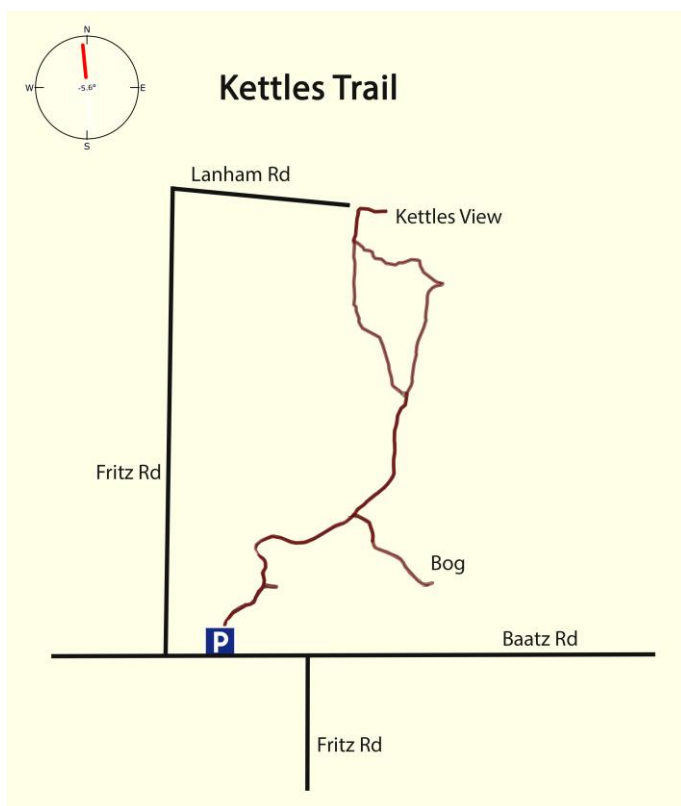 N
W
-5.6°
E
S
Kettles Trail
Lanham Rd
Kettles View
Fritz Rd
Bog
P
Baatz Rd
Fritz Rd